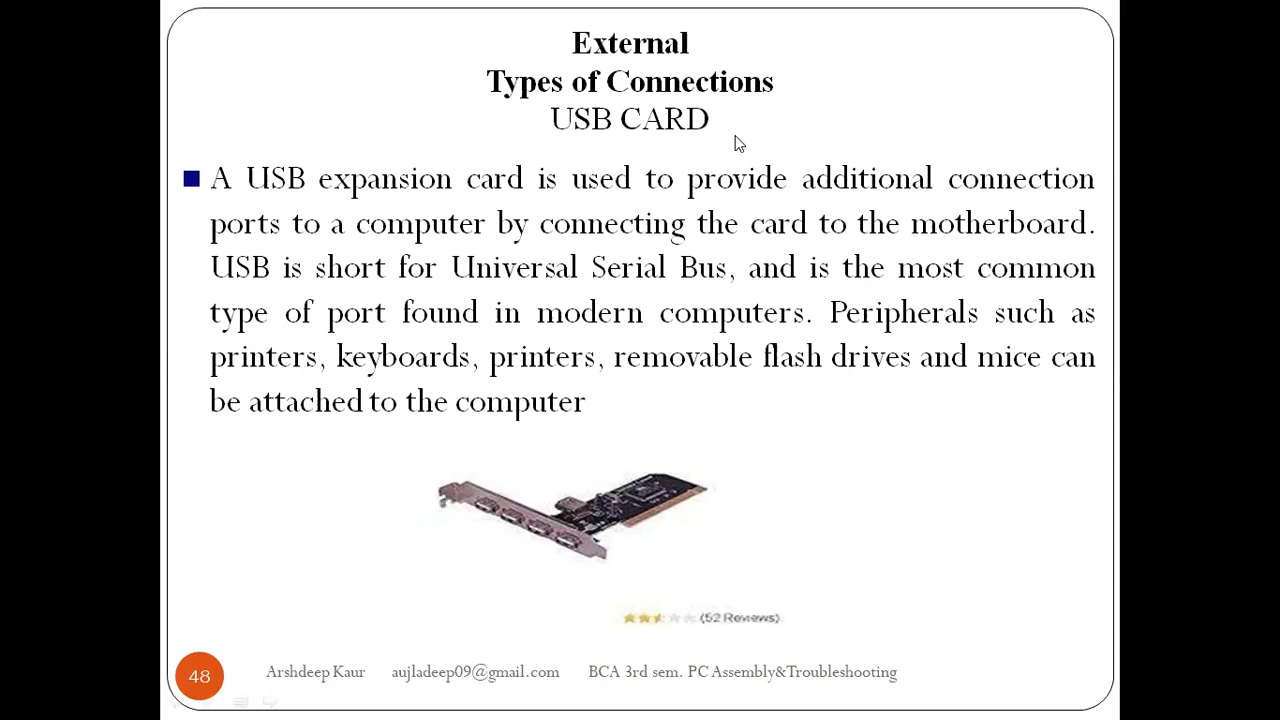 External
Types of Connections
USB CARD
A USB expansion card is used to provide additional connection
ports to a computer by connecting the card to the motherboard.
USB is short for Universal Serial Bus, and is the most common
type of port found in modern computers. Peripherals such as
printers, keyboards, printers, removable flash drives and mice can
be attached to the computer
(52 Reviews)
48 Arshdeep Kaur aujladeep09@gmail.com BCA 3rd sem. PC Assembly&Troubleshooting